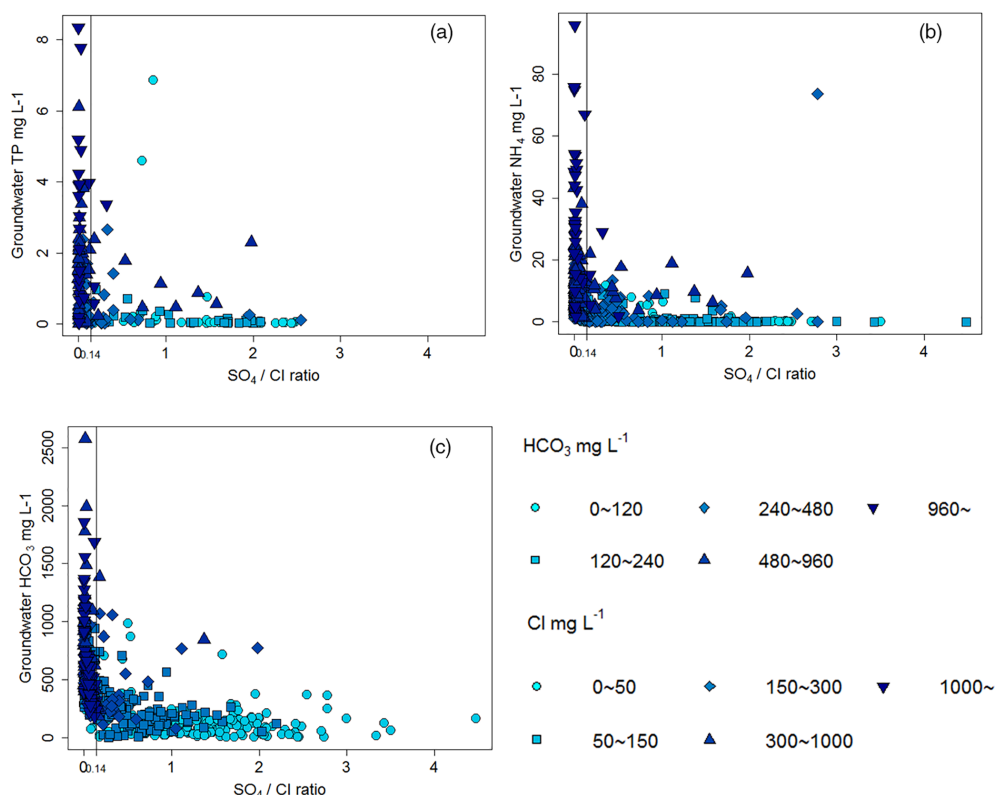 (a)
Groundwater TP mg L-1
8
6
4
2
0
0 0.14 1 2 3 4
SO₄ / Cl ratio
(b)
Groundwater NH₄ mg L-1
80
60
40
20
0
0 0.14 1 2 3 4
SO₄ / Cl ratio
(c)
Groundwater HCO₃ mg L-1
2500
2000
1500
1000
500
0
0 0.14 1 2 3 4
SO₄ / Cl ratio
HCO₃ mg L⁻¹
0~120 240~480 960~
120~240 480~960
Cl mg L⁻¹
0~50 150~300 1000~
50~150 300~1000